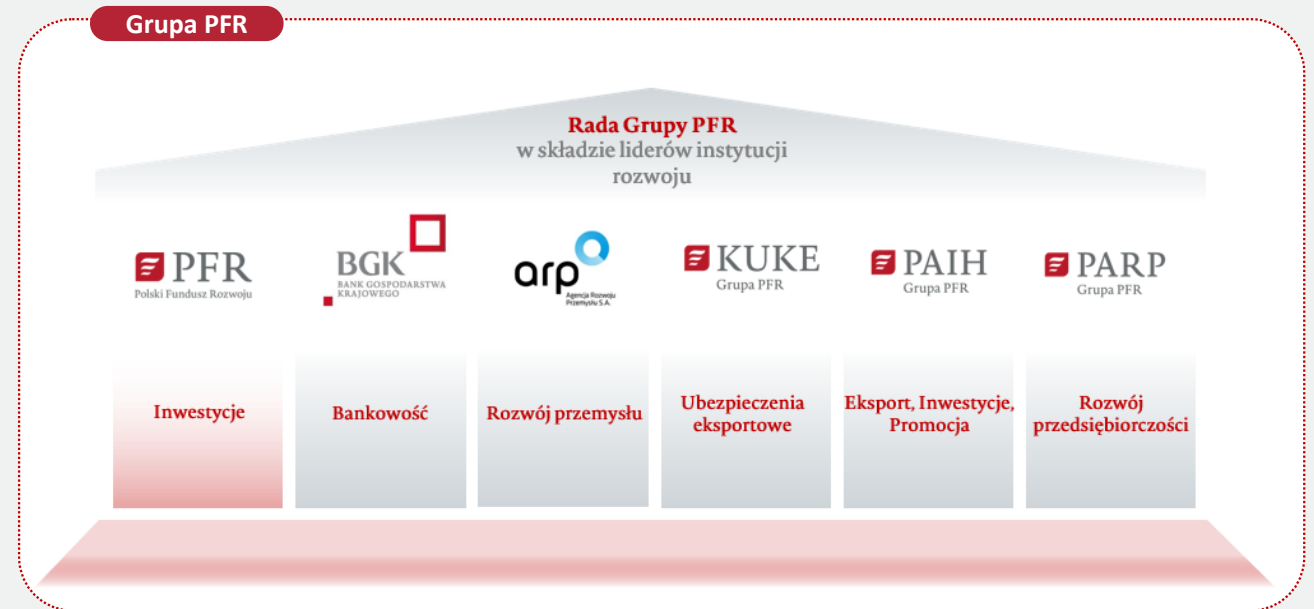 Grupa PFR
Rada Grupy PFR
w składzie liderów instytucji
rozwoju
PFR
Polski Fundusz Rozwoju
BGK
BANK GOSPODARSTWA
KRAJOWEGO
arp
Agencja Rozwoju
Przemysłu S.A.
KUKE
Grupa PFR
PAIH
Grupa PFR
PARP
Grupa PFR
Inwestycje
Bankowość
Rozwój przemysłu
Ubezpieczenia
eksportowe
Eksport, Inwestycje,
Promocja
Rozwój
przedsiębiorczości